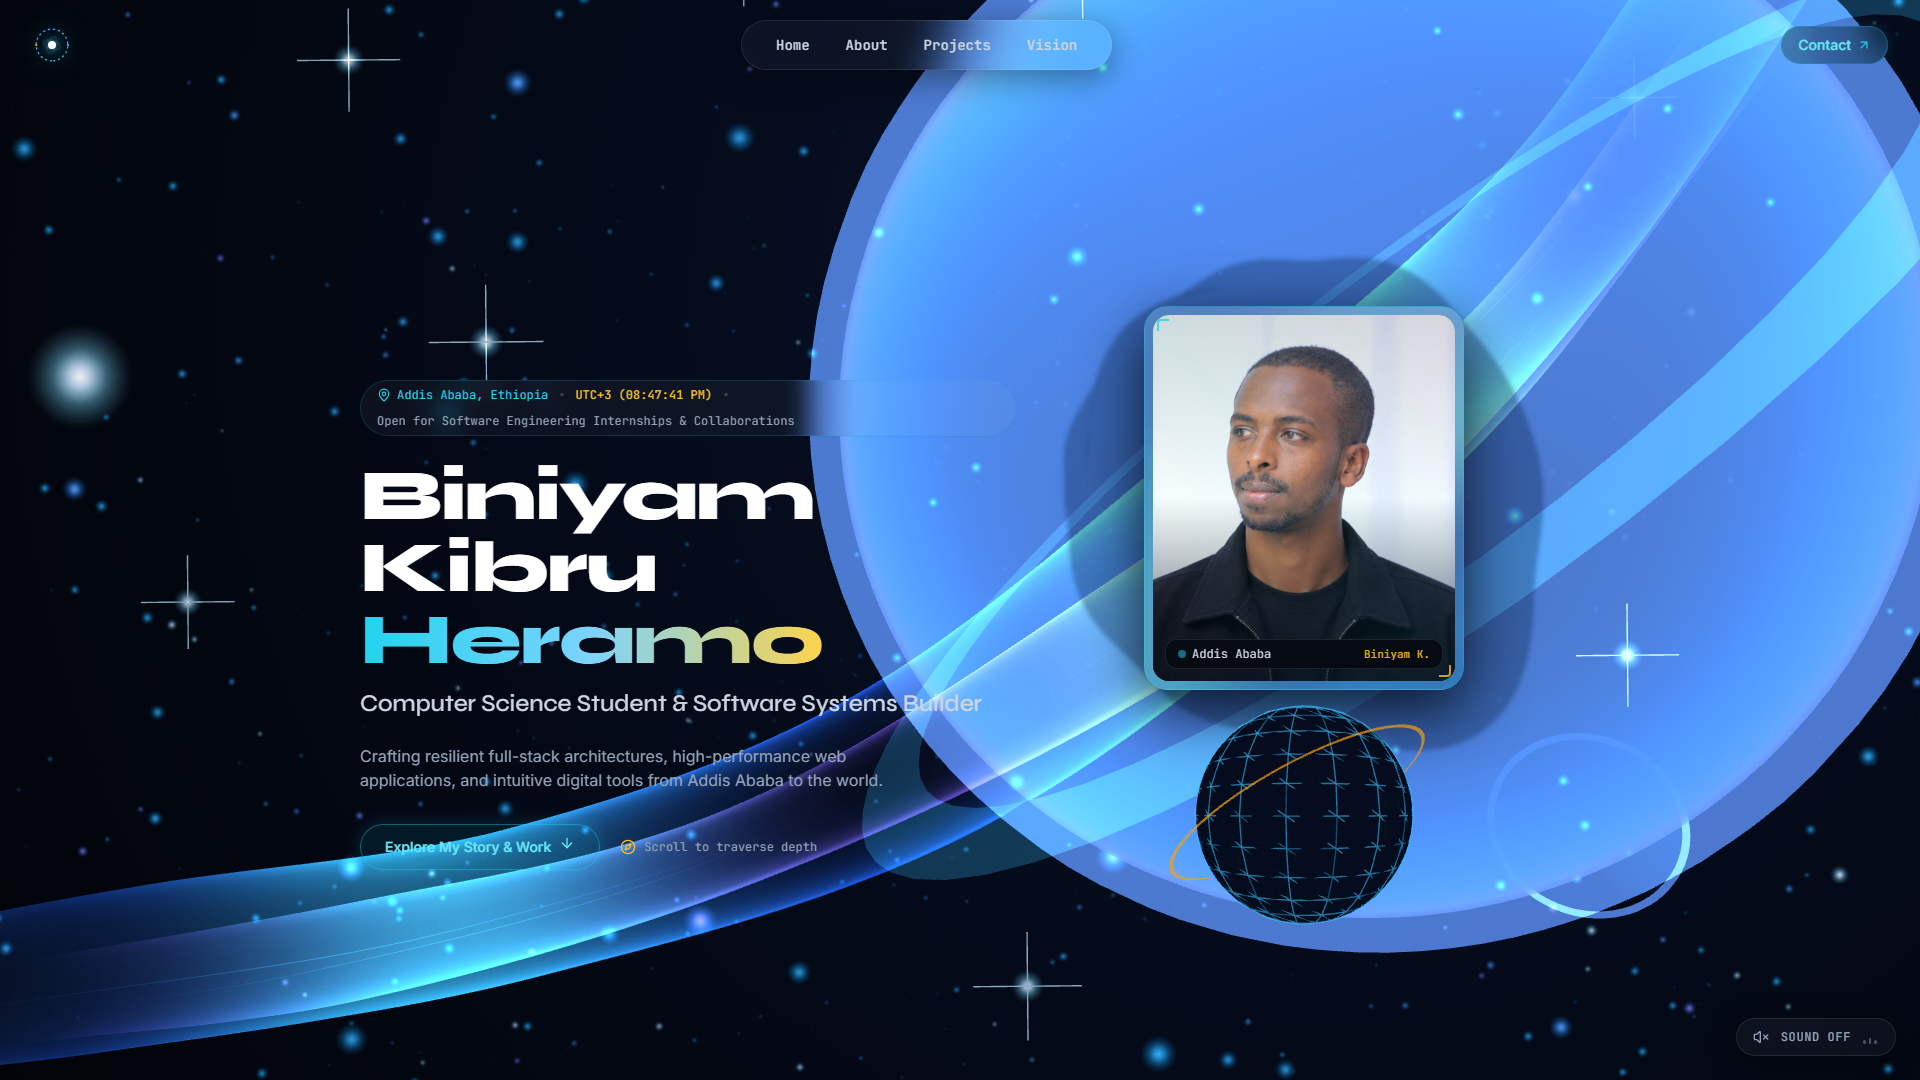 Home About Projects Vision
Contact
Addis Ababa, Ethiopia • UTC+3 (08:47:41 PM) •
Open for Software Engineering Internships & Collaborations
Biniyam
Kibru
Heramo
Computer Science Student & Software Systems Builder
Crafting resilient full-stack architectures, high-performance web
applications, and intuitive digital tools from Addis Ababa to the world.
Explore My Story & Work
Scroll to traverse depth
Addis Ababa Biniyam K.
SOUND OFF